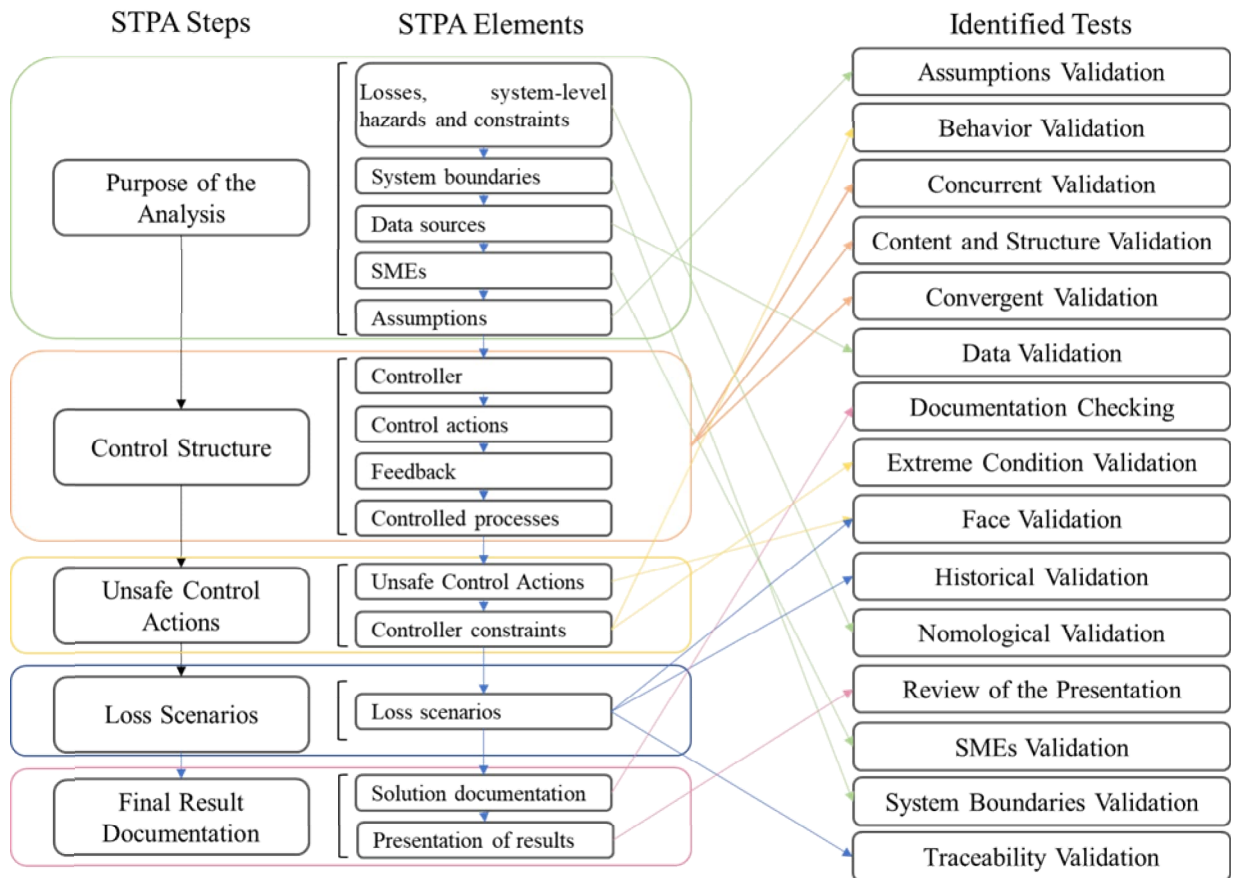 STPA Steps
STPA Elements
Identified Tests
Purpose of the
Analysis
Control Structure
Unsafe Control
Actions
Loss Scenarios
Final Result
Documentation
Losses, system-level
hazards and constraints
System boundaries
Data sources
SMEs
Assumptions
Controller
Control actions
Feedback
Controlled processes
Unsafe Control Actions
Controller constraints
Loss scenarios
Solution documentation
Presentation of results
Assumptions Validation
Behavior Validation
Concurrent Validation
Content and Structure Validation
Convergent Validation
Data Validation
Documentation Checking
Extreme Condition Validation
Face Validation
Historical Validation
Nomological Validation
Review of the Presentation
SMEs Validation
System Boundaries Validation
Traceability Validation